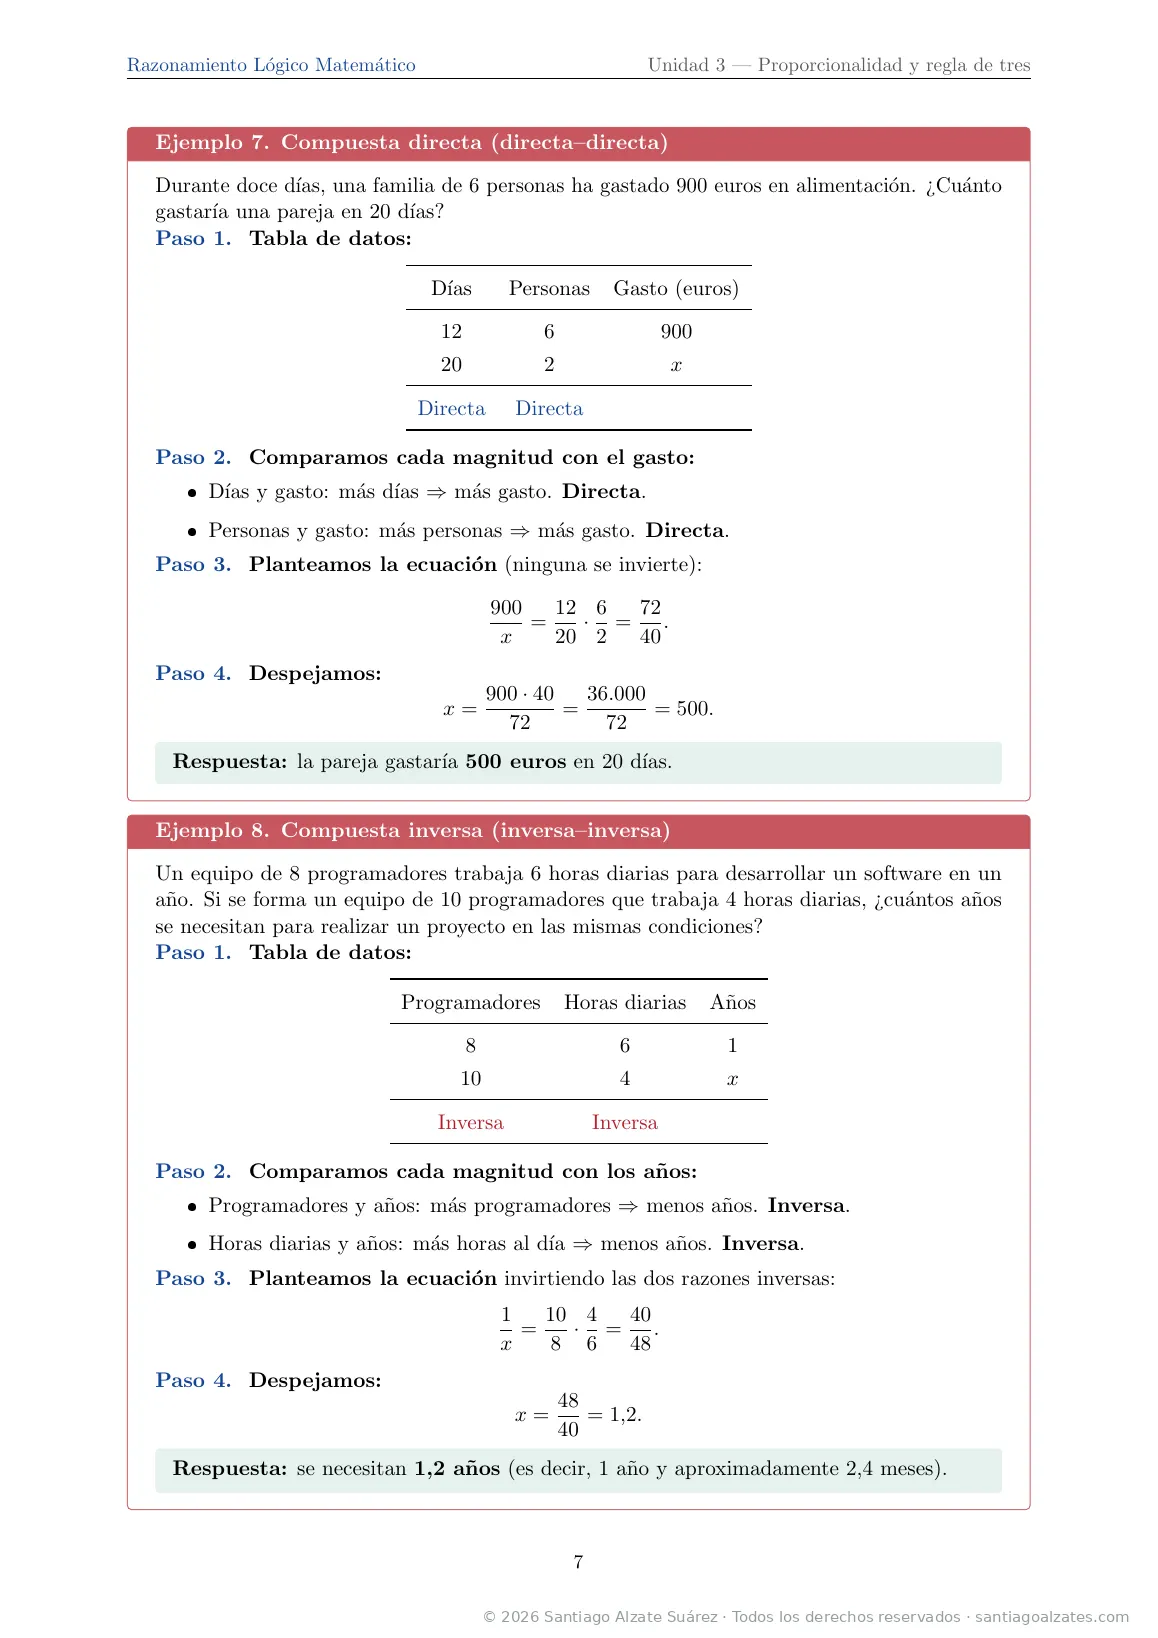 Razonamiento Lógico Matemático Unidad 3 — Proporcionalidad y regla de tres
Ejemplo 7. Compuesta directa (directa–directa)
Durante doce días, una familia de 6 personas ha gastado 900 euros en alimentación. ¿Cuánto
gastaría una pareja en 20 días?
Paso 1. Tabla de datos:
Días Personas Gasto (euros)
12 6 900
20 2 x
Directa Directa
Paso 2. Comparamos cada magnitud con el gasto:
• Días y gasto: más días ⇒ más gasto. Directa.
• Personas y gasto: más personas ⇒ más gasto. Directa.
Paso 3. Planteamos la ecuación (ninguna se invierte):
900/x = 12/20 · 6/2 = 72/40.
Paso 4. Despejamos:
x = 900 · 40/72 = 36.000/72 = 500.
Respuesta: la pareja gastaría 500 euros en 20 días.
Ejemplo 8. Compuesta inversa (inversa–inversa)
Un equipo de 8 programadores trabaja 6 horas diarias para desarrollar un software en un
año. Si se forma un equipo de 10 programadores que trabaja 4 horas diarias, ¿cuántos años
se necesitan para realizar un proyecto en las mismas condiciones?
Paso 1. Tabla de datos:
Programadores Horas diarias Años
8 6 1
10 4 x
Inversa Inversa
Paso 2. Comparamos cada magnitud con los años:
• Programadores y años: más programadores ⇒ menos años. Inversa.
• Horas diarias y años: más horas al día ⇒ menos años. Inversa.
Paso 3. Planteamos la ecuación invirtiendo las dos razones inversas:
1/x = 10/8 · 4/6 = 40/48.
Paso 4. Despejamos:
x = 48/40 = 1,2.
Respuesta: se necesitan 1,2 años (es decir, 1 año y aproximadamente 2,4 meses).
7
© 2026 Santiago Alzate Suárez · Todos los derechos reservados · santiagoalzates.com